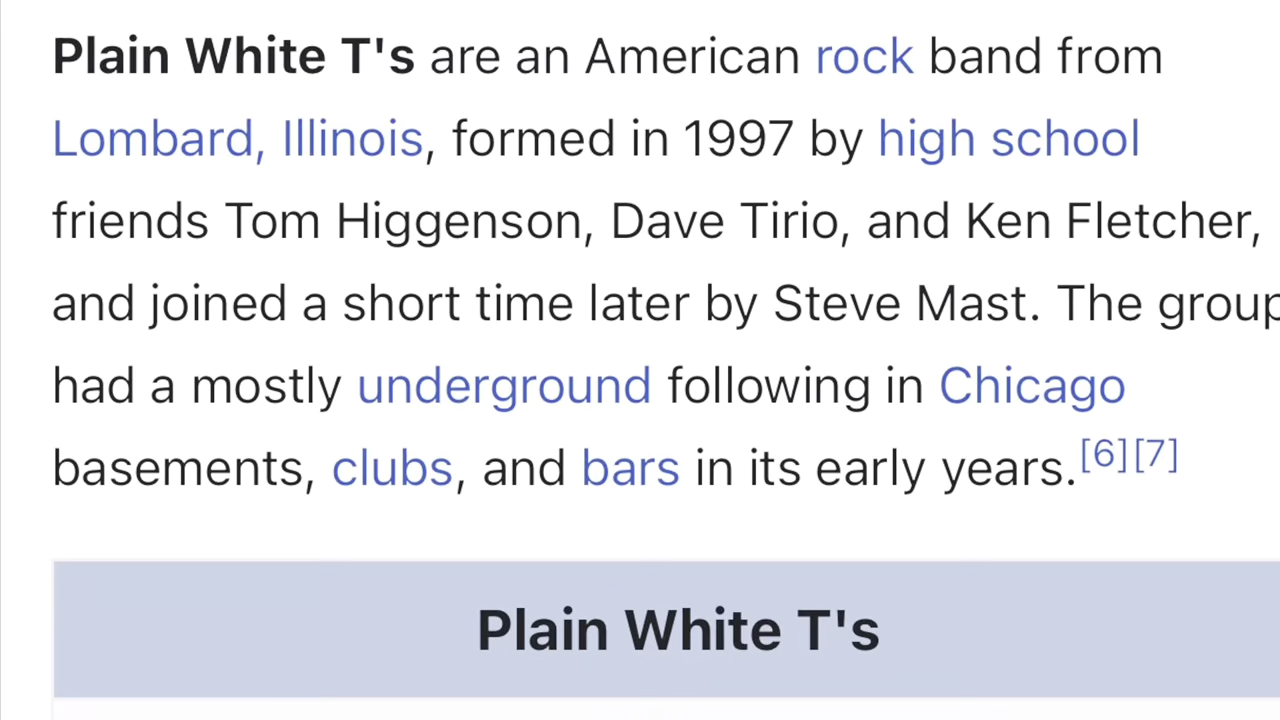 Plain White T's are an American rock band from
Lombard, Illinois, formed in 1997 by high school
friends Tom Higgenson, Dave Tirio, and Ken Fletcher,
and joined a short time later by Steve Mast. The group
had a mostly underground following in Chicago
basements, clubs, and bars in its early years.[6][7]
Plain White T's